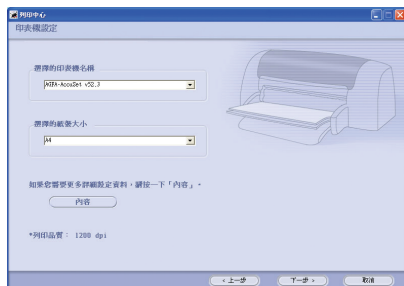 列印中心
印表機設定
選擇的印表機名稱
AGFA-AccuSet v52.3
選擇的紙張大小
A4
如果您需要更多詳細設定資料，請按一下「內容」。
內容
*列印品質： 1200 dpi
< 上一步
下一步 >
取消